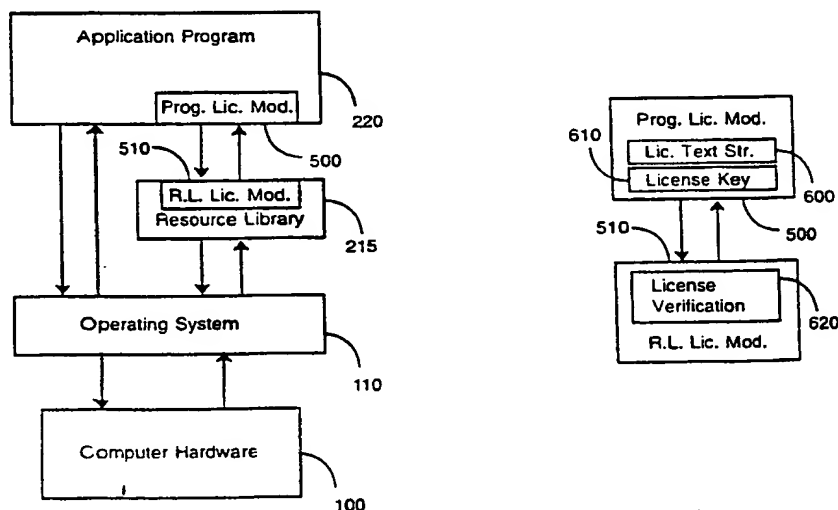 Application Program
Prog. Lic. Mod.
220
510
500
R.L. Lic. Mod.
Resource Library
215
Operating System
110
Computer Hardware
100
Prog. Lic. Mod.
610
Lic. Text Str.
License Key
600
510
500
License
Verification
620
R.L. Lic. Mod.